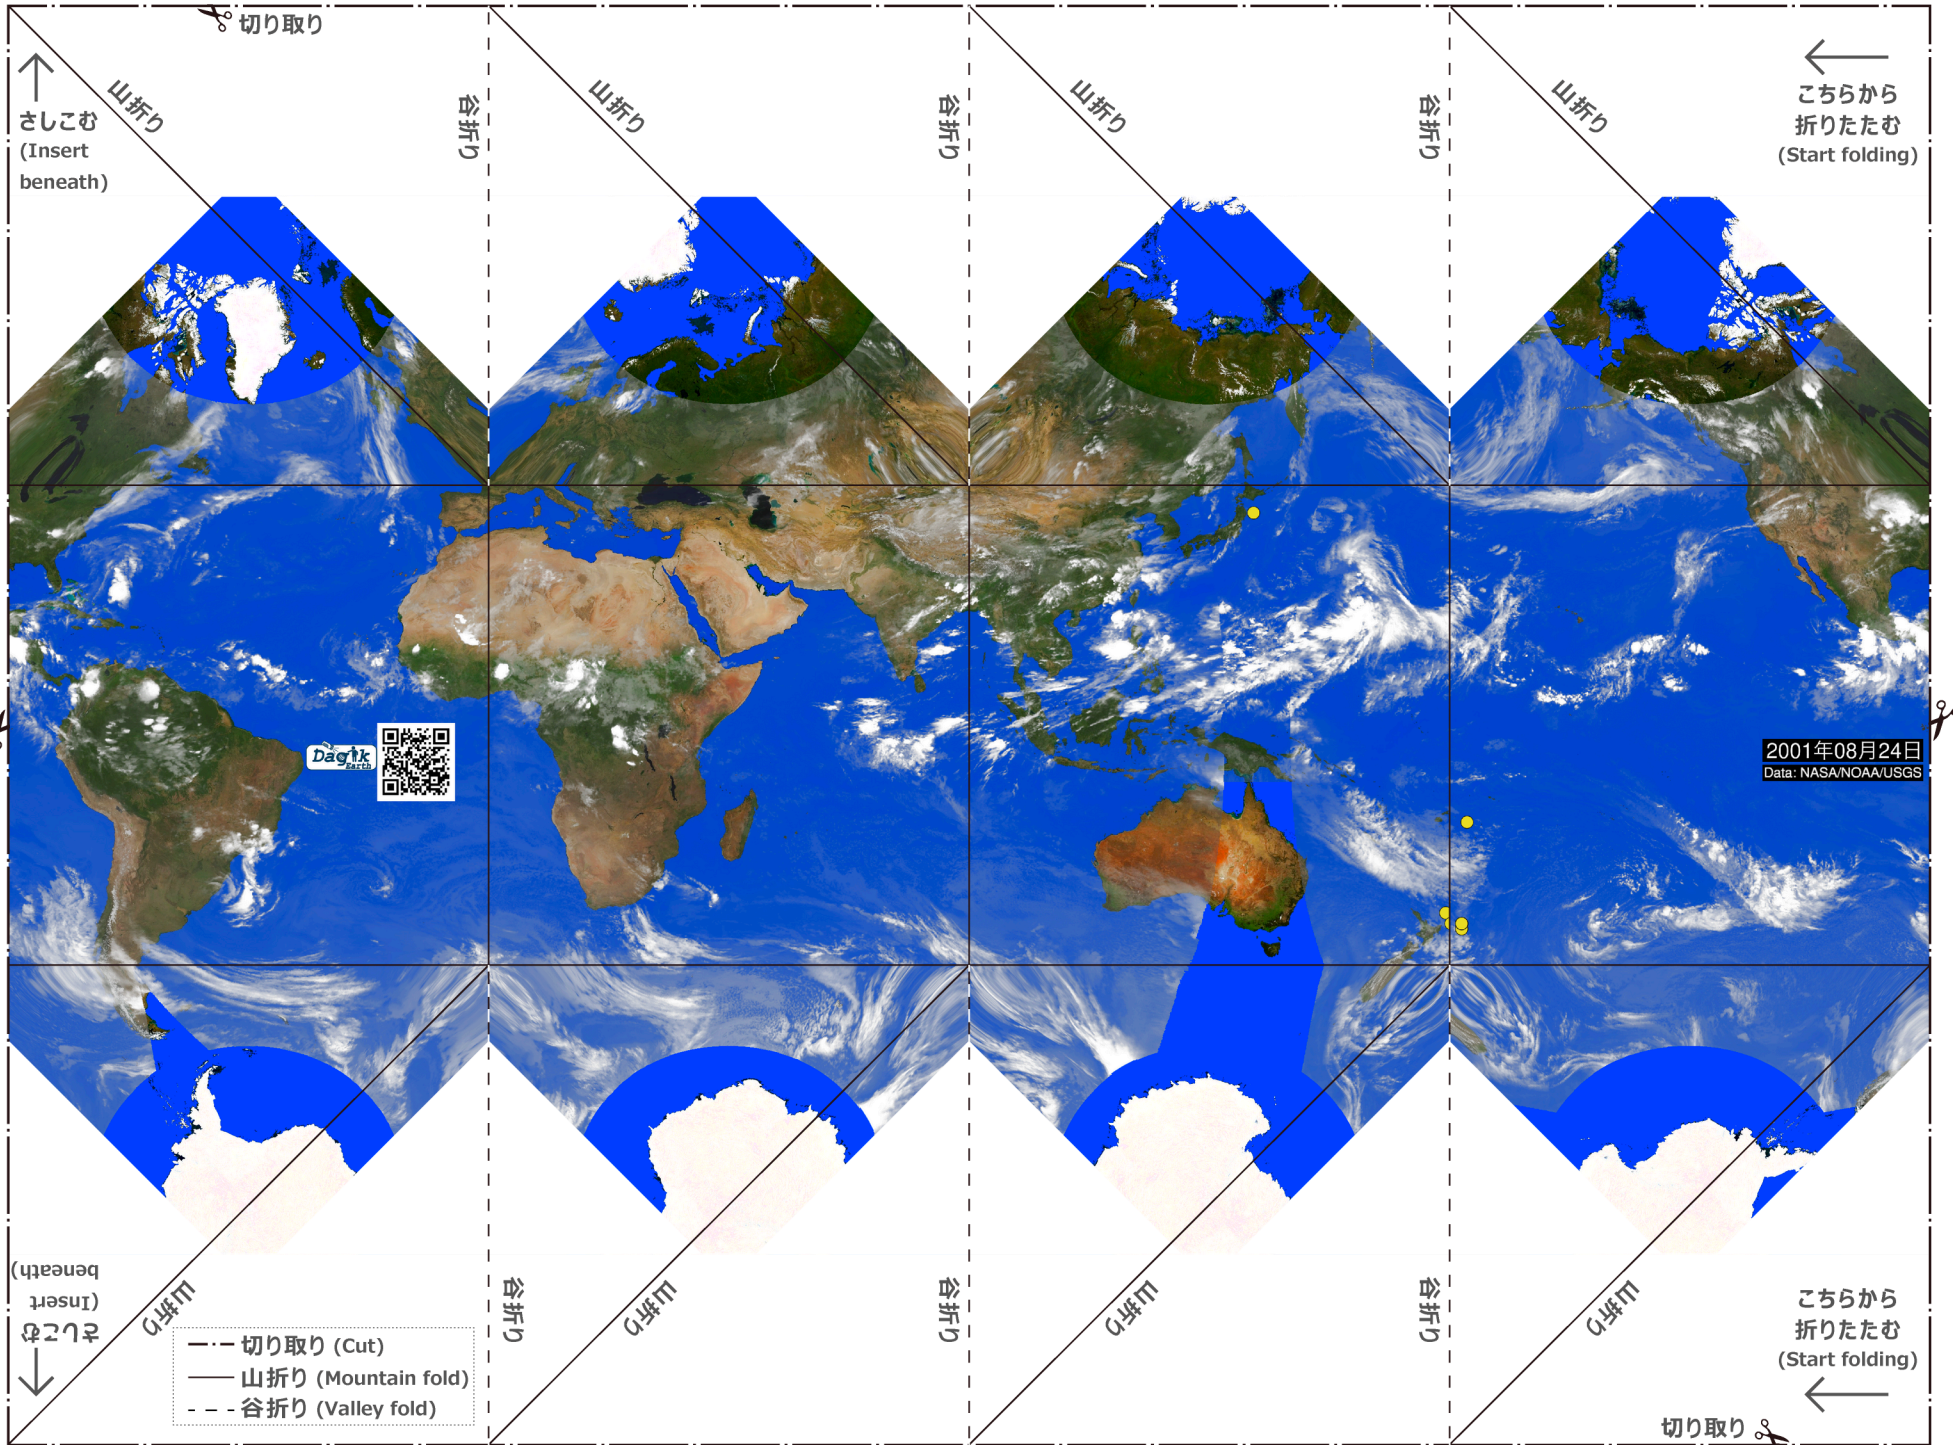 切り取り
さしこむ
(Insert
beneath)
山折り
谷折り
山折り
谷折り
山折り
谷折り
山折り
こちらから
折りたたむ
(Start folding)
Dagik
Earth
2001年08月24日
Data: NASA/NOAA/USGS
さしこむ
(Insert
beneath)
山折り
谷折り
山折り
谷折り
山折り
谷折り
山折り
こちらから
折りたたむ
(Start folding)
切り取り (Cut)
山折り (Mountain fold)
谷折り (Valley fold)
切り取り